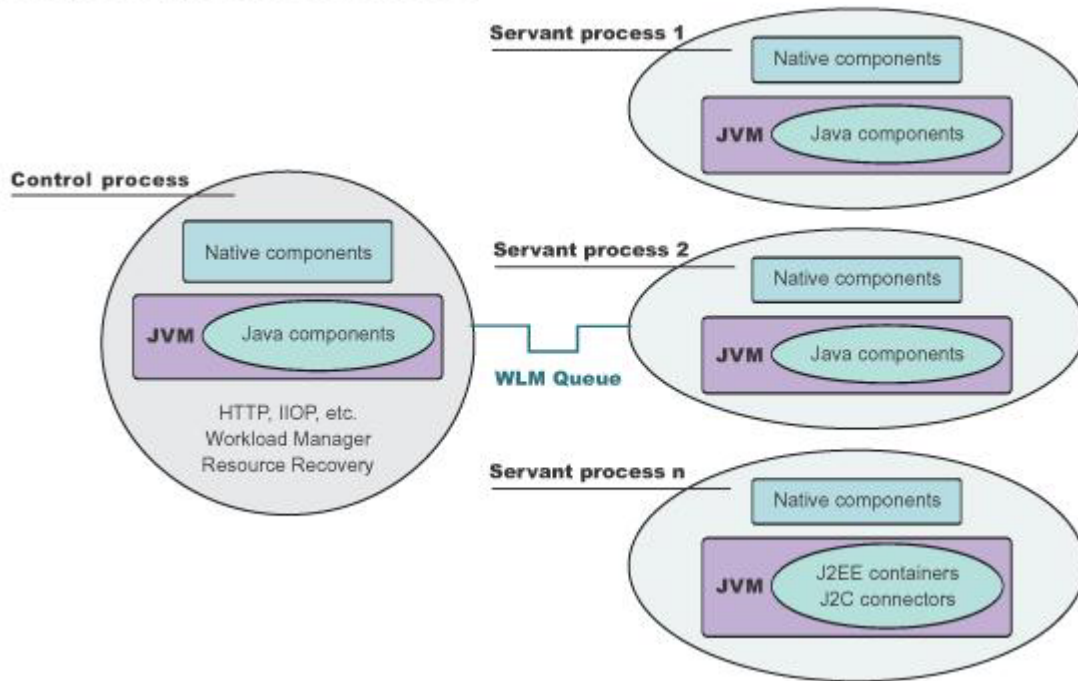 Servant process 1
Native components
JVM
Java components
Control process
Native components
JVM
Java components
HTTP, IIOP, etc.
Workload Manager
Resource Recovery
WLM Queue
Servant process 2
Native components
JVM
Java components
Servant process n
Native components
JVM
J2EE containers
J2C connectors